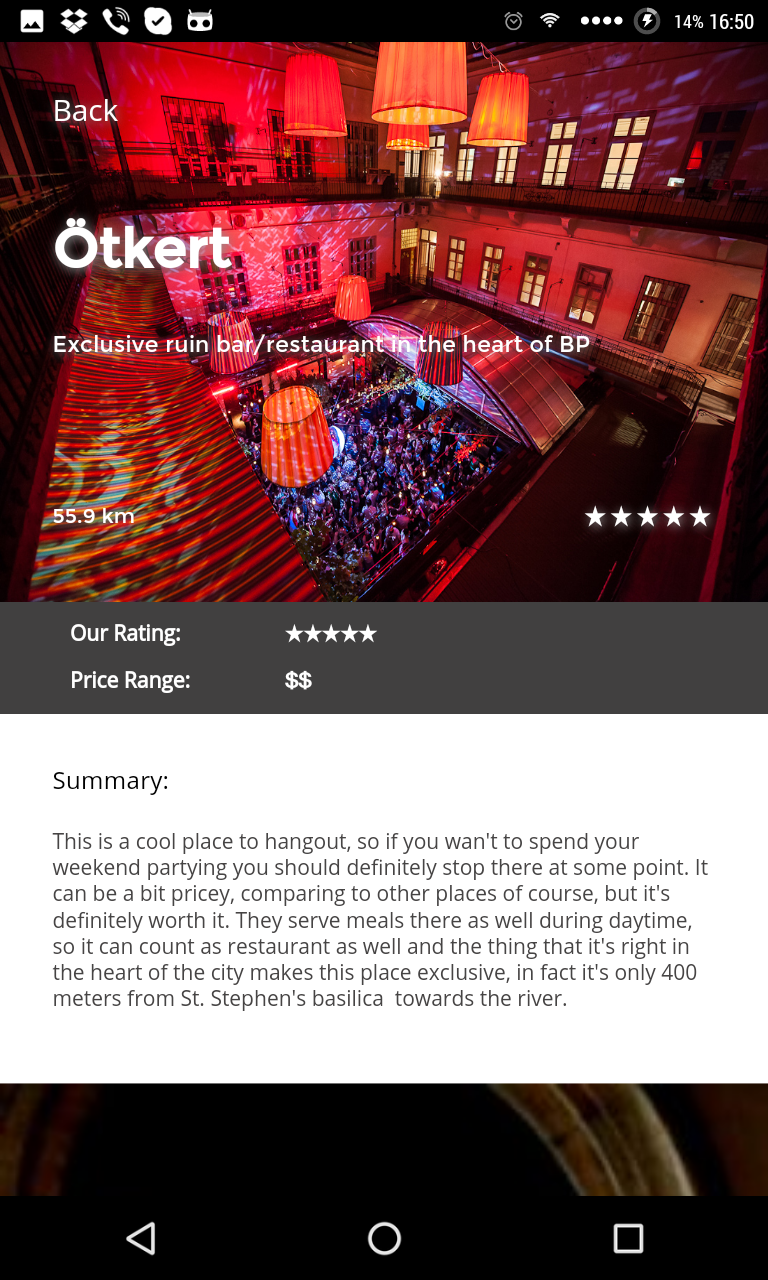 14% 16:50
Back
Ötkert
Exclusive ruin bar/restaurant in the heart of BP
55.9 km ★★★★★
Our Rating: ★★★★★
Price Range: $$
Summary:
This is a cool place to hangout, so if you wan't to spend your
weekend partying you should definitely stop there at some point. It
can be a bit pricey, comparing to other places of course, but it's
definitely worth it. They serve meals there as well during daytime,
so it can count as restaurant as well and the thing that it's right in
the heart of the city makes this place exclusive, in fact it's only 400
meters from St. Stephen's basilica  towards the river.